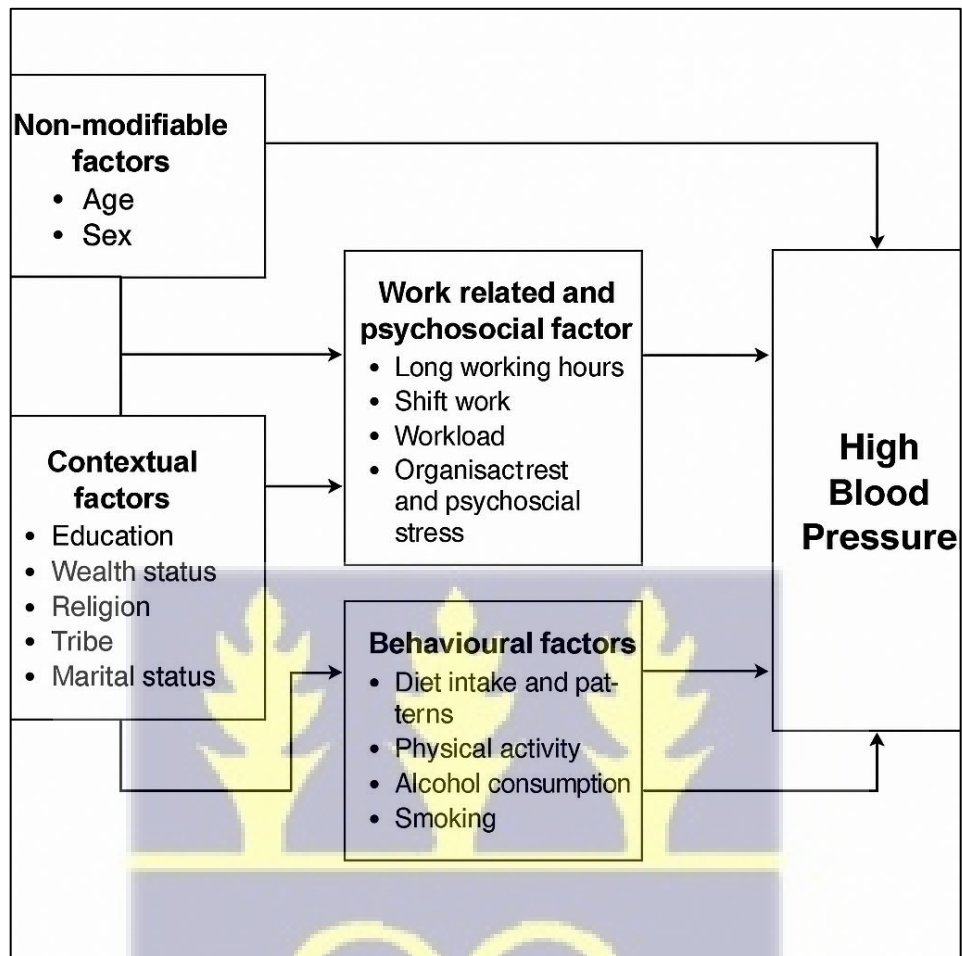 Non-modifiable
factors
• Age
• Sex
Contextual
factors
• Education
• Wealth status
• Religion
• Tribe
• Marital status
Work related and
psychosocial factor
• Long working hours
• Shift work
• Workload
• Organisactrest
and psychoscial
stress
Behavioural factors
• Diet intake and pat-
terns
• Physical activity
• Alcohol consumption
• Smoking
High
Blood
Pressure